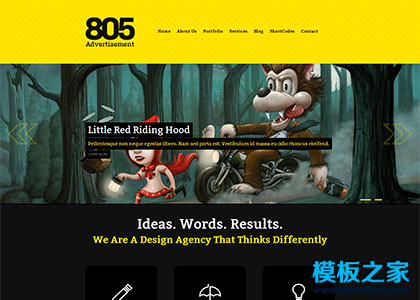 805
Advertisement
Home About Us Portfolio Services Blog ShortCodes Contact
Little Red Riding Hood
Pellentesque non neque egestas libero. Nam sed porta est. Vestibulum id massa eu odio rhoncus eleifend.
LEARN MORE
Ideas. Words. Results.
We Are A Design Agency That Thinks Differently
模板之家